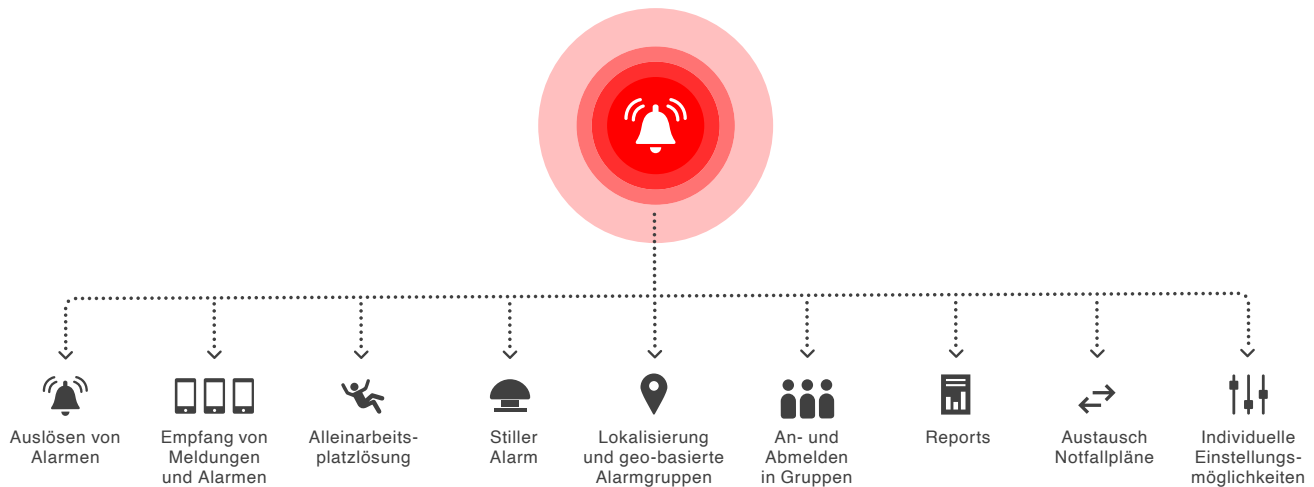 Auslösen von
Alarmen
Empfang von
Meldungen
und Alarmen
Alleinarbeits-
platzlösung
Stiller
Alarm
Lokalisierung
und geo-basierte
Alarmgruppen
An- und
Abmelden
in Gruppen
Reports
Austausch
Notfallpläne
Individuelle
Einstellungs-
möglichkeiten